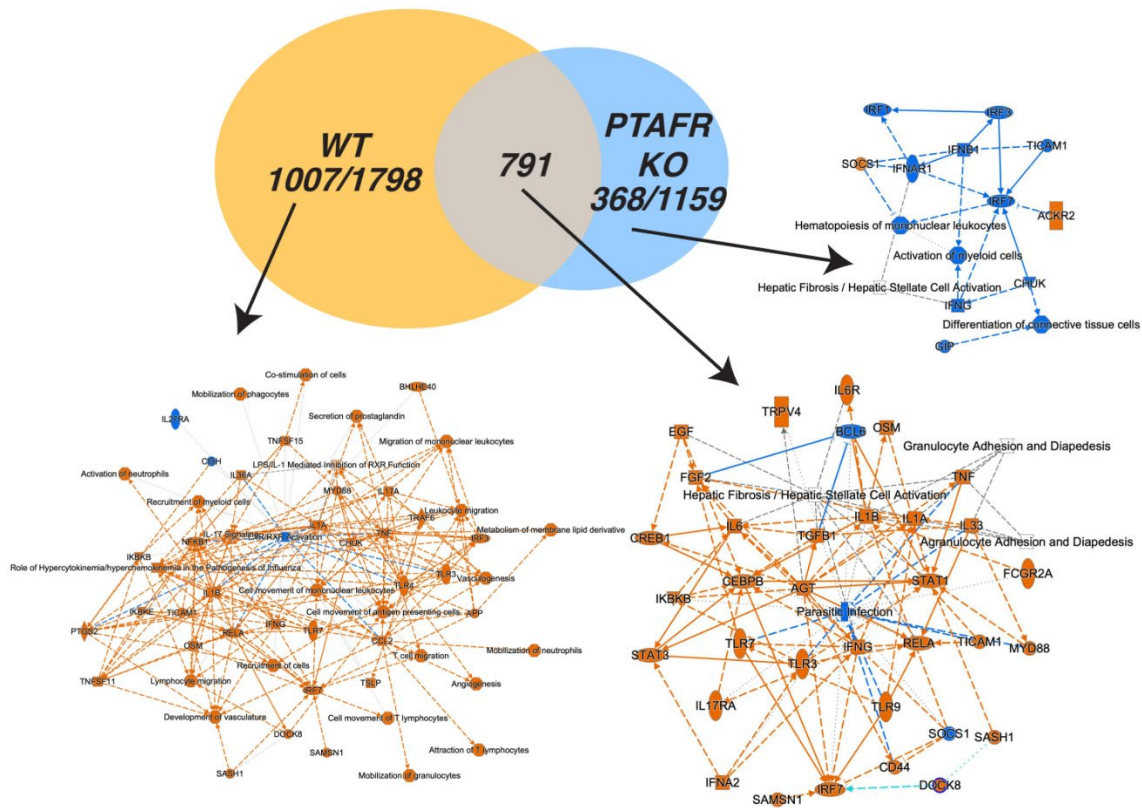 WT
1007/1798
791
PTAFR
KO
368/1159
IRF1
IRF3
IFNB1
TICAM1
SOCS1
IFNAR1
IRF7
ACKR2
Hematopoiesis of mononuclear leukocytes
Activation of myeloid cells
Hepatic Fibrosis / Hepatic Stellate Cell Activation
CHUK
IFNG
Differentiation of connective tissue cells
GIP
Co-stimulation of cells
Mobilization of phagocytes
BHLHE40
IL27RA
Secretion of prostaglandin
TNFSF15
Migration of mononuclear leukocytes
CISH
LPS/IL-1 Mediated Inhibition of RXR Function
Activation of neutrophils
IL36A
MYD88
IL17A
Recruitment of myeloid cells
Leukocyte migration
IL1A
TRAF6
Metabolism of membrane lipid derivative
IL-17 Signaling
TNF
NFKB1
LXR/RXR Activation
IRF3
CHUK
IKBKB
TLR3
Role of Hypercytokinemia/hyperchemokinemia in the Pathogenesis of Influenza
Vasculogenesis
Cell movement of mononuclear leukocytes
TLR4
IL1B
Cell movement of antigen presenting cells
APP
IKBKE
TICAM1
IFNG
TLR7
PTGS2
RELA
CCL2
OSM
T cell migration
Mobilization of neutrophils
Recruitment of cells
TNFSF11
Lymphocyte migration
TSLP
Angiogenesis
IRF7
Development of vasculature
Cell movement of T lymphocytes
DOCK8
SAMSN1
Attraction of T lymphocytes
SASH1
Mobilization of granulocytes
IL6R
TRPV4
EGF
BCL6
OSM
Granulocyte Adhesion and Diapedesis
FGF2
TNF
Hepatic Fibrosis / Hepatic Stellate Cell Activation
IL6
IL1B
IL1A
IL33
CREB1
TGFB1
Agranulocyte Adhesion and Diapedesis
CEBPB
AGT
STAT1
FCGR2A
IKBKB
Parasitic Infection
TLR7
IFNG
RELA
TICAM1
MYD88
STAT3
TLR3
IL17RA
TLR9
SOCS1
SASH1
CD44
IFNA2
DOCK8
SAMSN1
IRF7